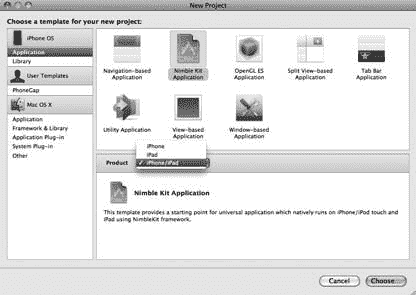 New Project
Choose a template for your new project:
iPhone OS
Application
Library
User Templates
PhoneGap
Mac OS X
Application
Framework & Library
Application Plug-in
System Plug-in
Other
Navigation-based
Application
Nimble Kit
Application
OpenGL ES
Application
Split View-based
Application
Tab Bar
Application
Utility Application
View-based
Application
Window-based
Application
Product
iPhone
iPad
✓ iPhone/iPad
Nimble Kit Application
This template provides a starting point for universal application which natively runs on iPhone/iPod touch and
iPad using NimbleKit framework.
Cancel
Choose...